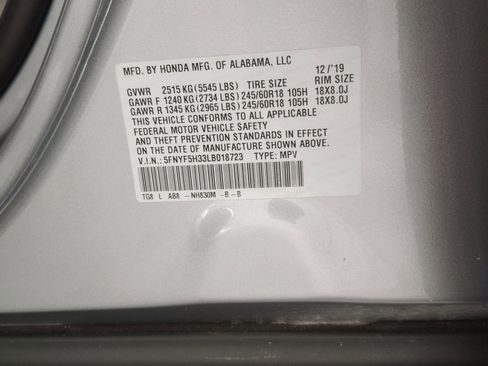 MFD. BY HONDA MFG. OF ALABAMA, LLC
12/'19
GVWR 2515 KG (5545 LBS) TIRE SIZE RIM SIZE
GAWR F 1240 KG (2734 LBS) 245/60R18 105H 18X8.0J
GAWR R 1345 KG (2965 LBS) 245/60R18 105H 18X8.0J
THIS VEHICLE CONFORMS TO ALL APPLICABLE
FEDERAL MOTOR VEHICLE SAFETY
AND THEFT PREVENTION STANDARDS IN EFFECT
ON THE DATE OF MANUFACTURE SHOWN ABOVE.
V.I.N.: 5FNYF5H33LB018723 TYPE: MPV
TG8 L AB8 -NH830M -B -B